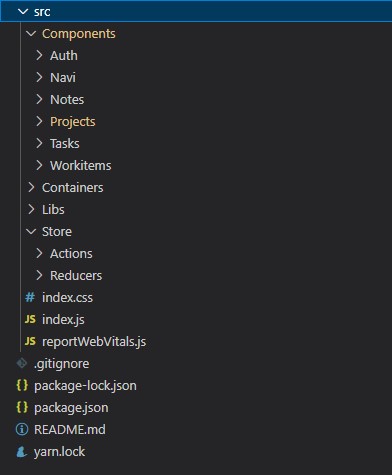 src
Components
Auth
Navi
Notes
Projects
Tasks
Workitems
Containers
Libs
Store
Actions
Reducers
# index.css
JS index.js
JS reportWebVitals.js
.gitignore
{} package-lock.json
{} package.json
README.md
yarn.lock